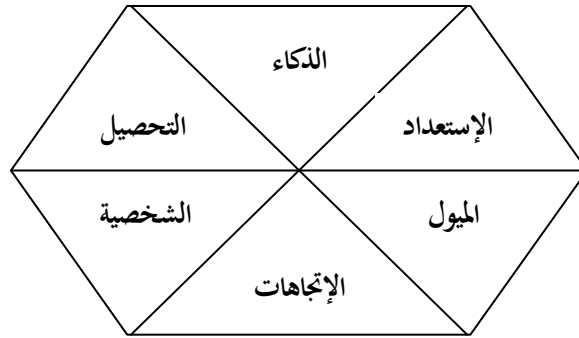 الذكاء
الإستعداد
التحصيل
الميول
الشخصية
الإتجاهات